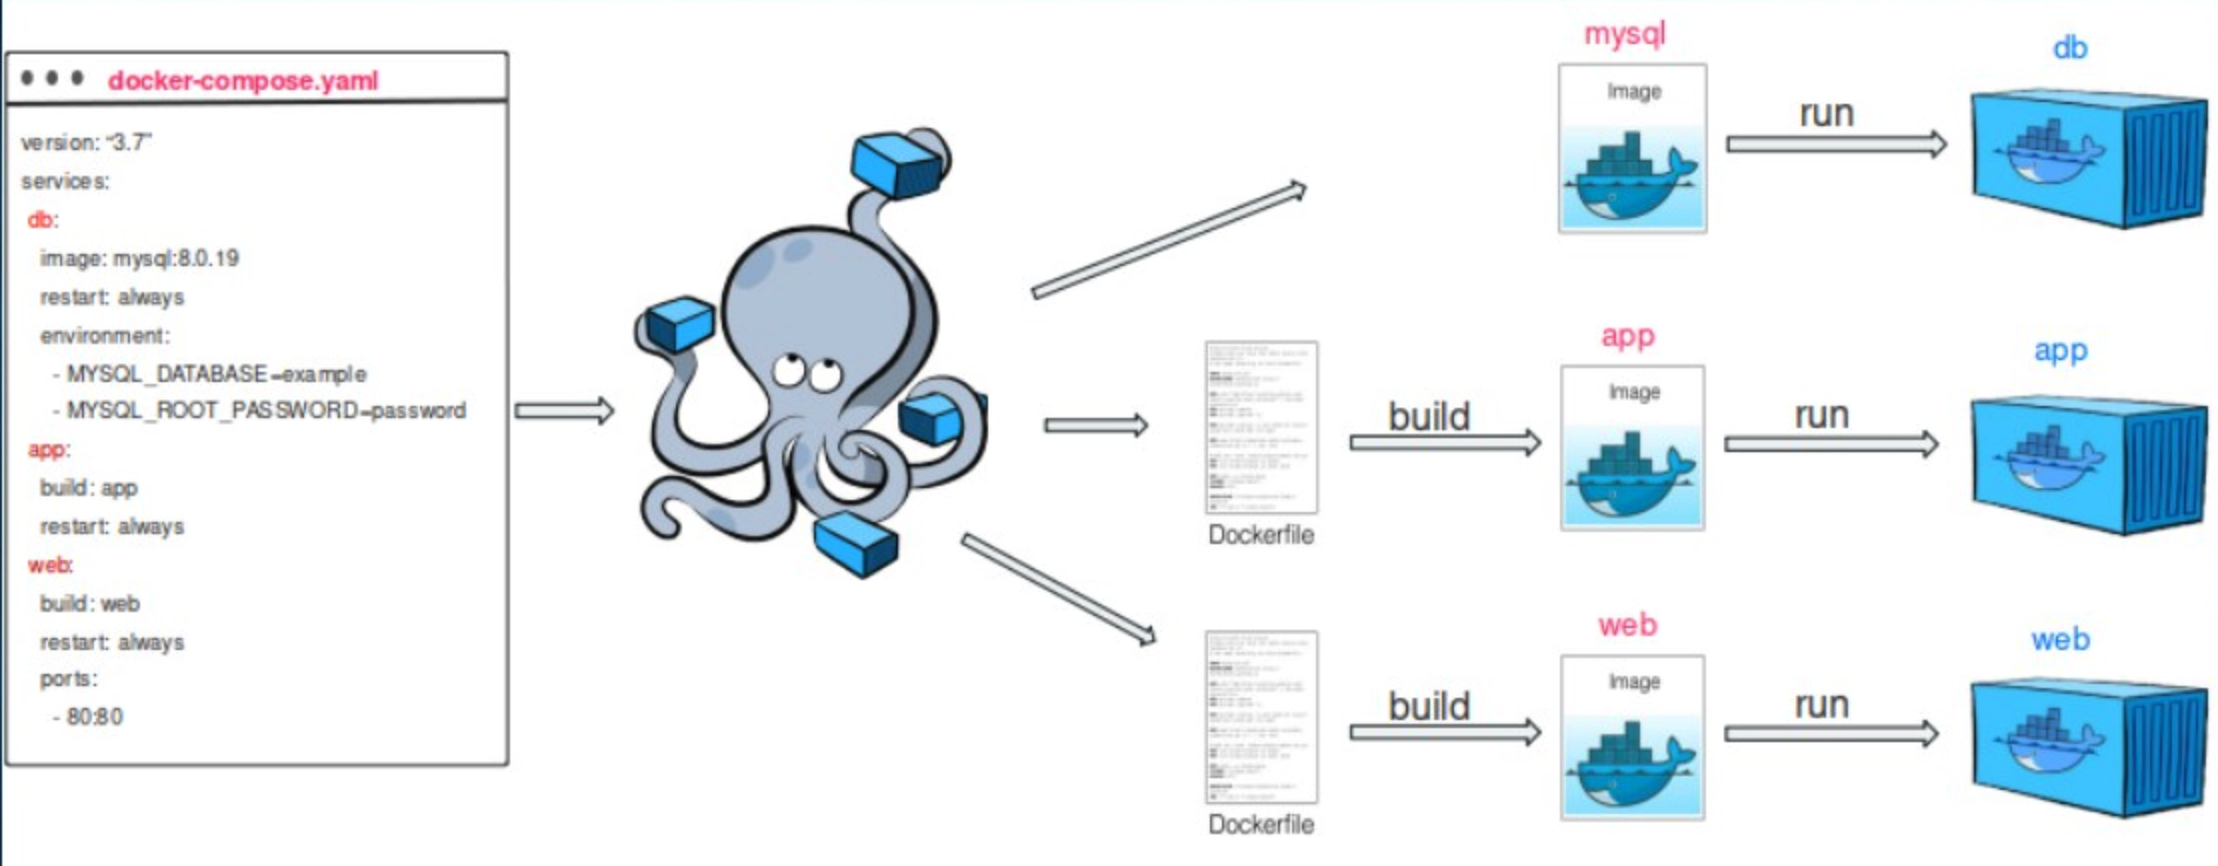 docker-compose.yaml
version: “3.7”
services:
db:
image: mysql:8.0.19
restart: always
environment:
- MYSQL_DATABASE=example
- MYSQL_ROOT_PASSWORD=password
app:
build: app
restart: always
web:
build: web
restart: always
ports:
- 80:80
mysql
Image
run
db
Dockerfile
build
app
Image
run
app
Dockerfile
build
web
Image
run
web